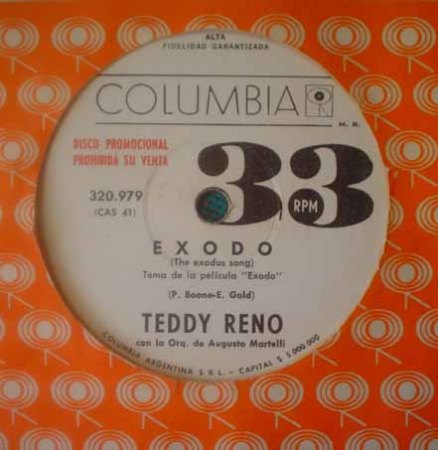 ALTA
FIDELIDAD GARANTIZADA
COLUMBIA
M. R.
DISCO PROMOCIONAL
PROHIBIDA SU VENTA
33
RPM
320.979
(CAS 41)
EXODO
(The exodus song)
Tema de la película "Exodo"
(P. Boone-E. Gold)
TEDDY RENO
con la Orq. de Augusto Martelli
COLUMBIA ARGENTINA S R L - CAPITAL $ 5 000 000